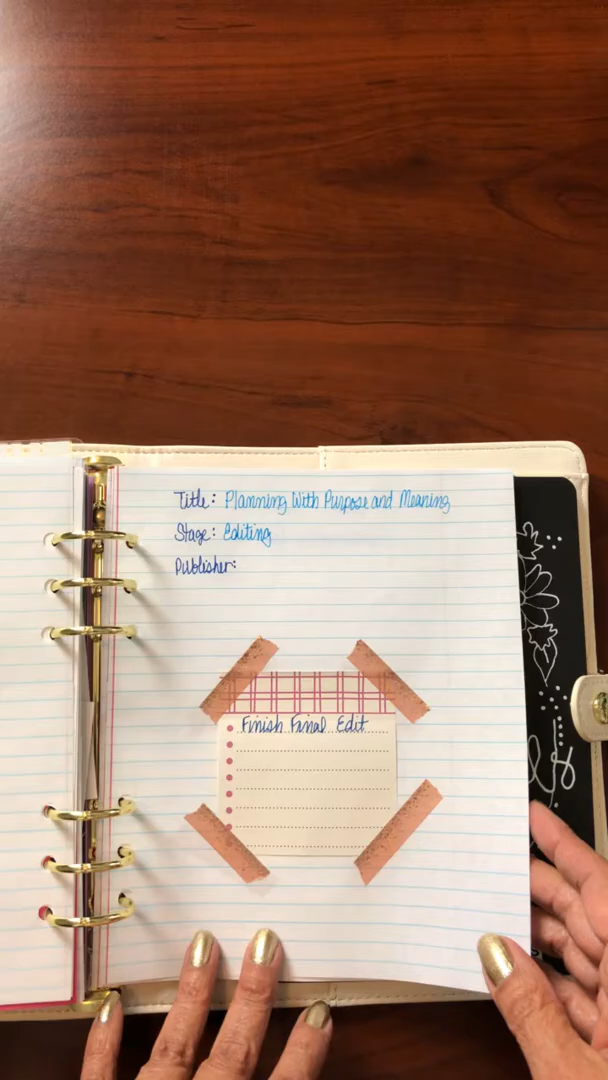 Title: Planning With Purpose and Meaning
Stage: Editing
Publisher:
Finish Final Edit